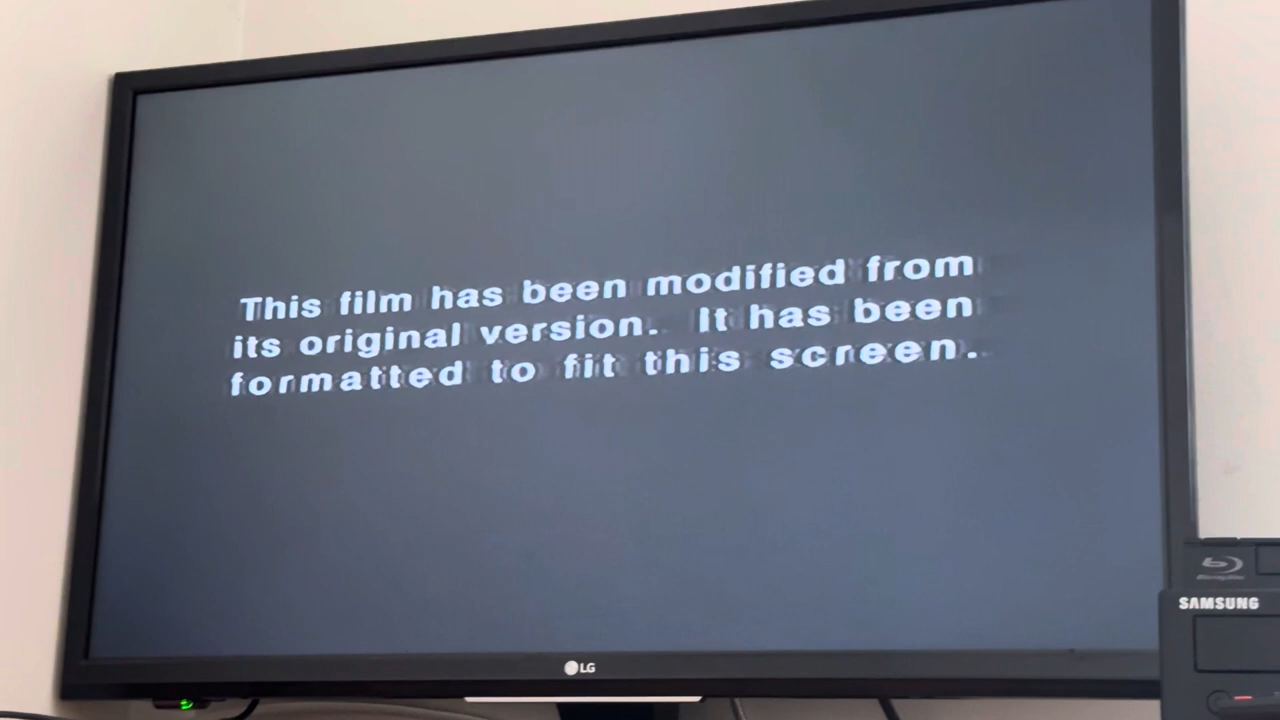 This film has been modified from
its original version.  It has been
formatted to fit this screen.
LG
SAMSUNG